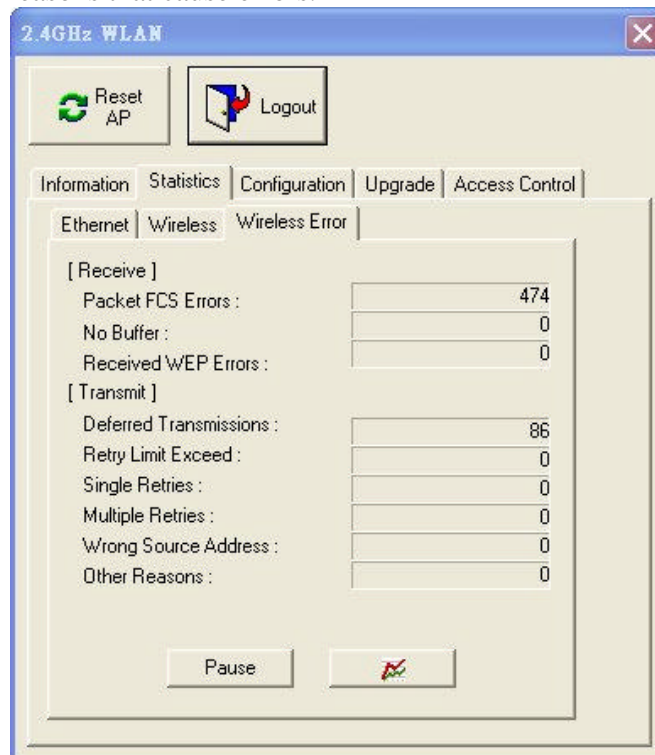 2.4GHz WLAN
Reset AP
Logout
Information Statistics Configuration Upgrade Access Control
Ethernet Wireless Wireless Error
[ Receive ]
Packet FCS Errors : 474
No Buffer : 0
Received WEP Errors : 0
[ Transmit ]
Deferred Transmissions : 86
Retry Limit Exceed : 0
Single Retries : 0
Multiple Retries : 0
Wrong Source Address : 0
Other Reasons : 0
Pause